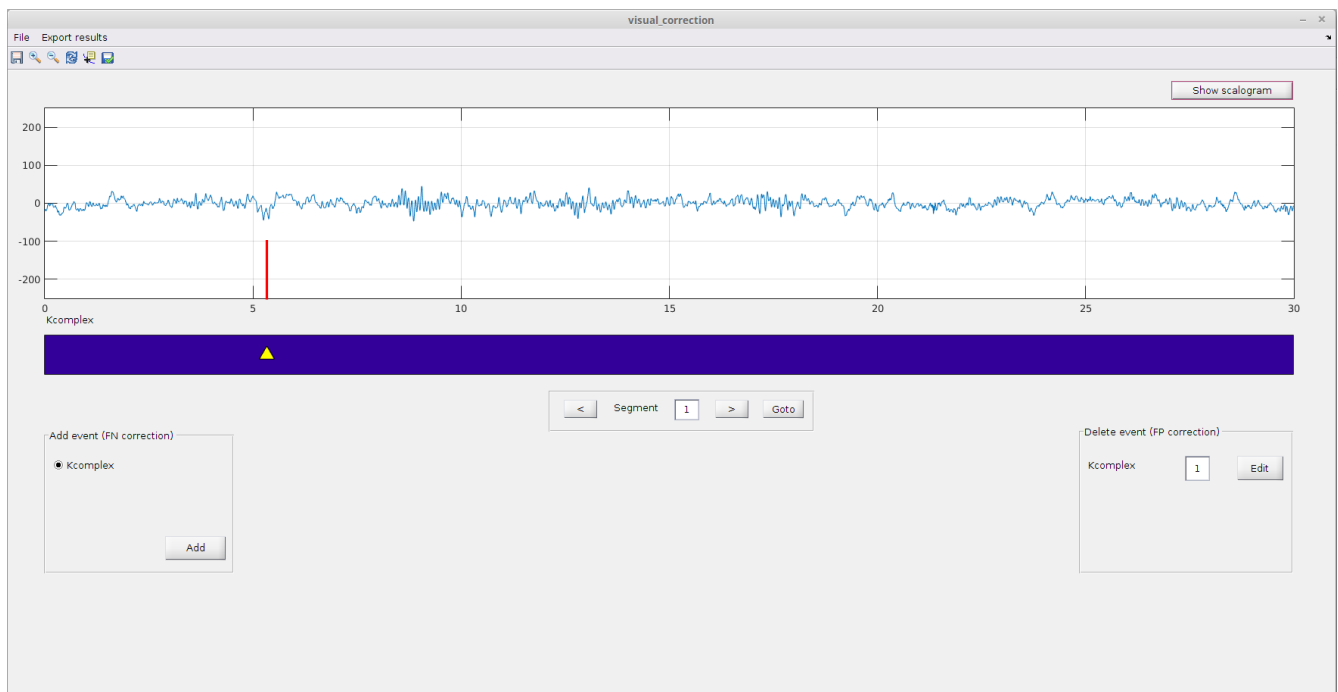 visual_correction
File Export results
Show scalogram
200
100
0
-100
-200
0 5 10 15 20 25 30
Kcomplex
< Segment 1 > Goto
Add event (FN correction)
Kcomplex
Add
Delete event (FP correction)
Kcomplex 1 Edit